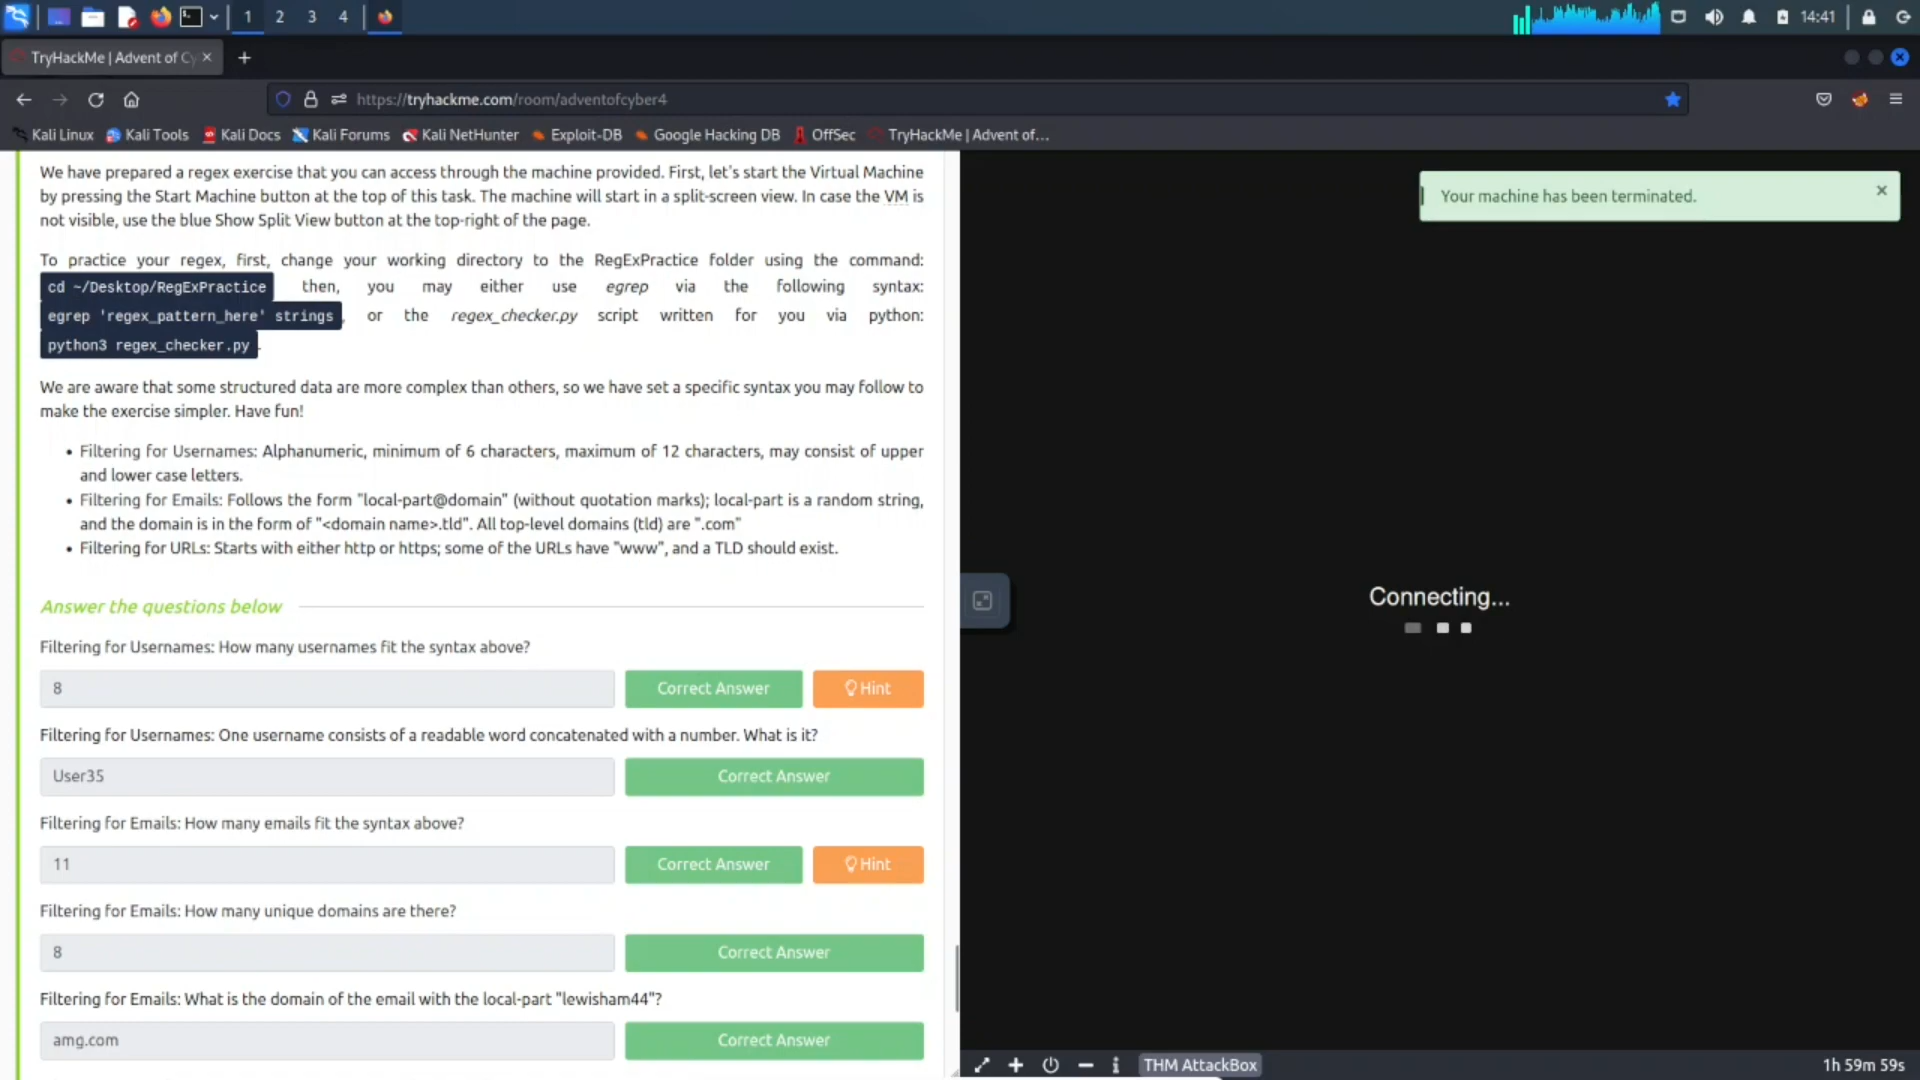 1 2 3 4 14:41
TryHackMe | Advent of Cy
https://tryhackme.com/room/adventofcyber4
Kali Linux Kali Tools Kali Docs Kali Forums Kali NetHunter Exploit-DB Google Hacking DB OffSec TryHackMe | Advent of...
We have prepared a regex exercise that you can access through the machine provided. First, let's start the Virtual Machine
by pressing the Start Machine button at the top of this task. The machine will start in a split-screen view. In case the VM is
not visible, use the blue Show Split View button at the top-right of the page.
To practice your regex, first, change your working directory to the RegExPractice folder using the command:
cd ~/Desktop/RegExPractice then, you may either use egrep via the following syntax:
egrep 'regex_pattern_here' strings, or the regex_checker.py script written for you via python:
python3 regex_checker.py.
We are aware that some structured data are more complex than others, so we have set a specific syntax you may follow to
make the exercise simpler. Have fun!
• Filtering for Usernames: Alphanumeric, minimum of 6 characters, maximum of 12 characters, may consist of upper
and lower case letters.
• Filtering for Emails: Follows the form "local-part@domain" (without quotation marks); local-part is a random string,
and the domain is in the form of "<domain name>.tld". All top-level domains (tld) are ".com"
• Filtering for URLs: Starts with either http or https; some of the URLs have "www", and a TLD should exist.
Answer the questions below
Filtering for Usernames: How many usernames fit the syntax above?
8 Correct Answer Hint
Filtering for Usernames: One username consists of a readable word concatenated with a number. What is it?
User35 Correct Answer
Filtering for Emails: How many emails fit the syntax above?
11 Correct Answer Hint
Filtering for Emails: How many unique domains are there?
8 Correct Answer
Filtering for Emails: What is the domain of the email with the local-part "lewisham44"?
amg.com Correct Answer
Your machine has been terminated.
Connecting...
THM AttackBox 1h 59m 59s